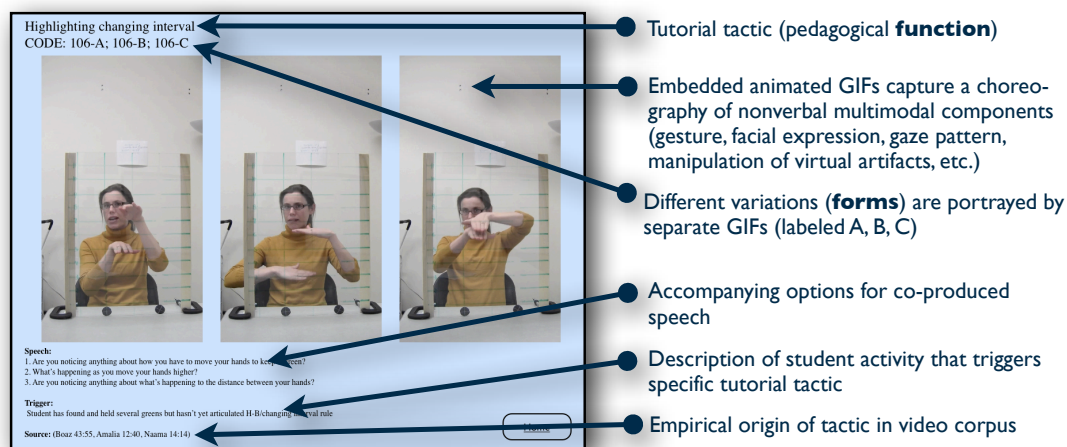 Highlighting changing interval
CODE: 106-A; 106-B; 106-C
Speech:
1. Are you noticing anything about how you have to move your hands to keep green?
2. What's happening as you move your hands higher?
3. Are you noticing anything about what's happening to the distance between your hands?
Trigger:
Student has found and held several greens but hasn't yet articulated H-B/changing interval rule
Source: (Boaz 43:55, Amalia 12:40, Naama 14:14)
Home
Tutorial tactic (pedagogical function)
Embedded animated GIFs capture a choreo-
graphy of nonverbal multimodal components
(gesture, facial expression, gaze pattern,
manipulation of virtual artifacts, etc.)
Different variations (forms) are portrayed by
separate GIFs (labeled A, B, C)
Accompanying options for co-produced
speech
Description of student activity that triggers
specific tutorial tactic
Empirical origin of tactic in video corpus